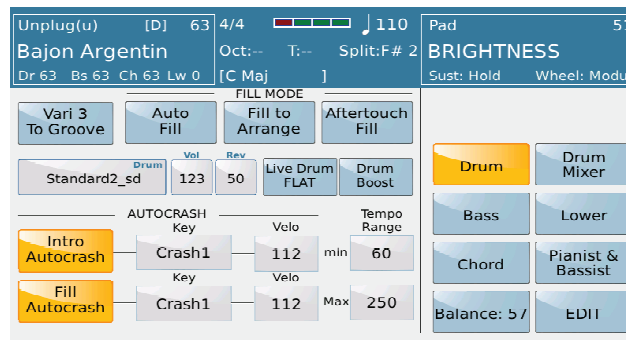 Unplug(u) [D] 63 4/4 110 Pad
Bajon Argentin Oct:-- T:-- Split:F# 2 BRIGHTNESS
Dr 63 Bs 63 Ch 63 Lw 0 [C Maj ] Sust: Hold Wheel:
FILL MODE
Vari 3
To Groove
Auto
Fill
Fill to
Arrange
Aftertouch
Fill
Drum Vol Rev
Standard2_sd 123 50
Live Drum
FLAT
Drum
Boost
AUTOCRASH
Key Velo
Tempo
Range
Intro
Autocrash
Crash1 112 min 60
Key Velo
Fill
Autocrash
Crash1 112 Max 250
Drum
Drum
Mixer
Bass Lower
Chord
Pianist &
Bassist
Balance: 57 EDIT